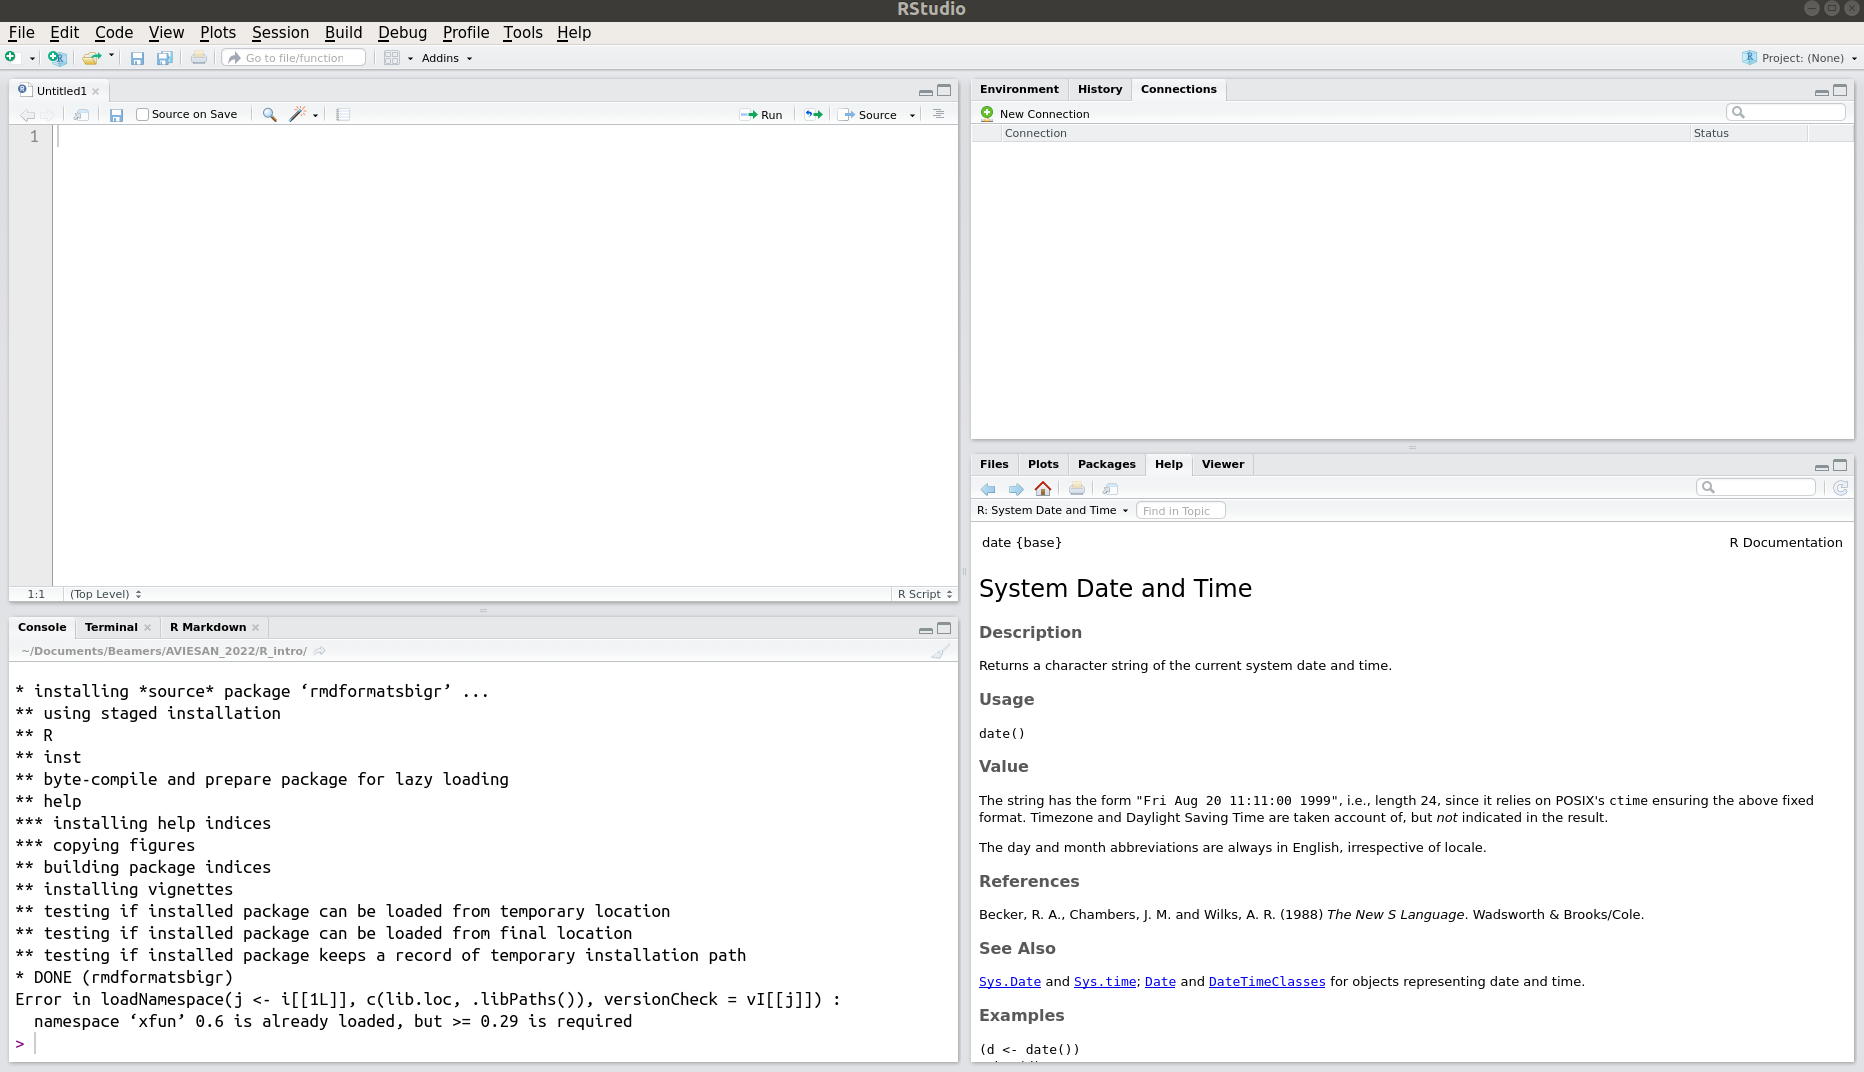 RStudio
File Edit Code View Plots Session Build Debug Profile Tools Help
Go to file/function Addins Project: (None)
Untitled1
Source on Save Run Source
1
1:1 (Top Level) R Script
Console Terminal R Markdown
~/Documents/Beamers/AVIESAN_2022/R_intro/
* installing *source* package ‘rmdformatsbigr’ ...
** using staged installation
** R
** inst
** byte-compile and prepare package for lazy loading
** help
*** installing help indices
*** copying figures
** building package indices
** installing vignettes
** testing if installed package can be loaded from temporary location
** testing if installed package can be loaded from final location
** testing if installed package keeps a record of temporary installation path
* DONE (rmdformatsbigr)
Error in loadNamespace(j <- i[[1L]], c(lib.loc, .libPaths()), versionCheck = vI[[j]]) :
  namespace ‘xfun’ 0.6 is already loaded, but >= 0.29 is required
>
Environment History Connections
New Connection
Connection Status
Files Plots Packages Help Viewer
R: System Date and Time Find in Topic
date {base} R Documentation
System Date and Time
Description
Returns a character string of the current system date and time.
Usage
date()
Value
The string has the form "Fri Aug 20 11:11:00 1999", i.e., length 24, since it relies on POSIX's ctime ensuring the above fixed
format. Timezone and Daylight Saving Time are taken account of, but not indicated in the result.
The day and month abbreviations are always in English, irrespective of locale.
References
Becker, R. A., Chambers, J. M. and Wilks, A. R. (1988) The New S Language. Wadsworth & Brooks/Cole.
See Also
Sys.Date and Sys.time; Date and DateTimeClasses for objects representing date and time.
Examples
(d <- date())